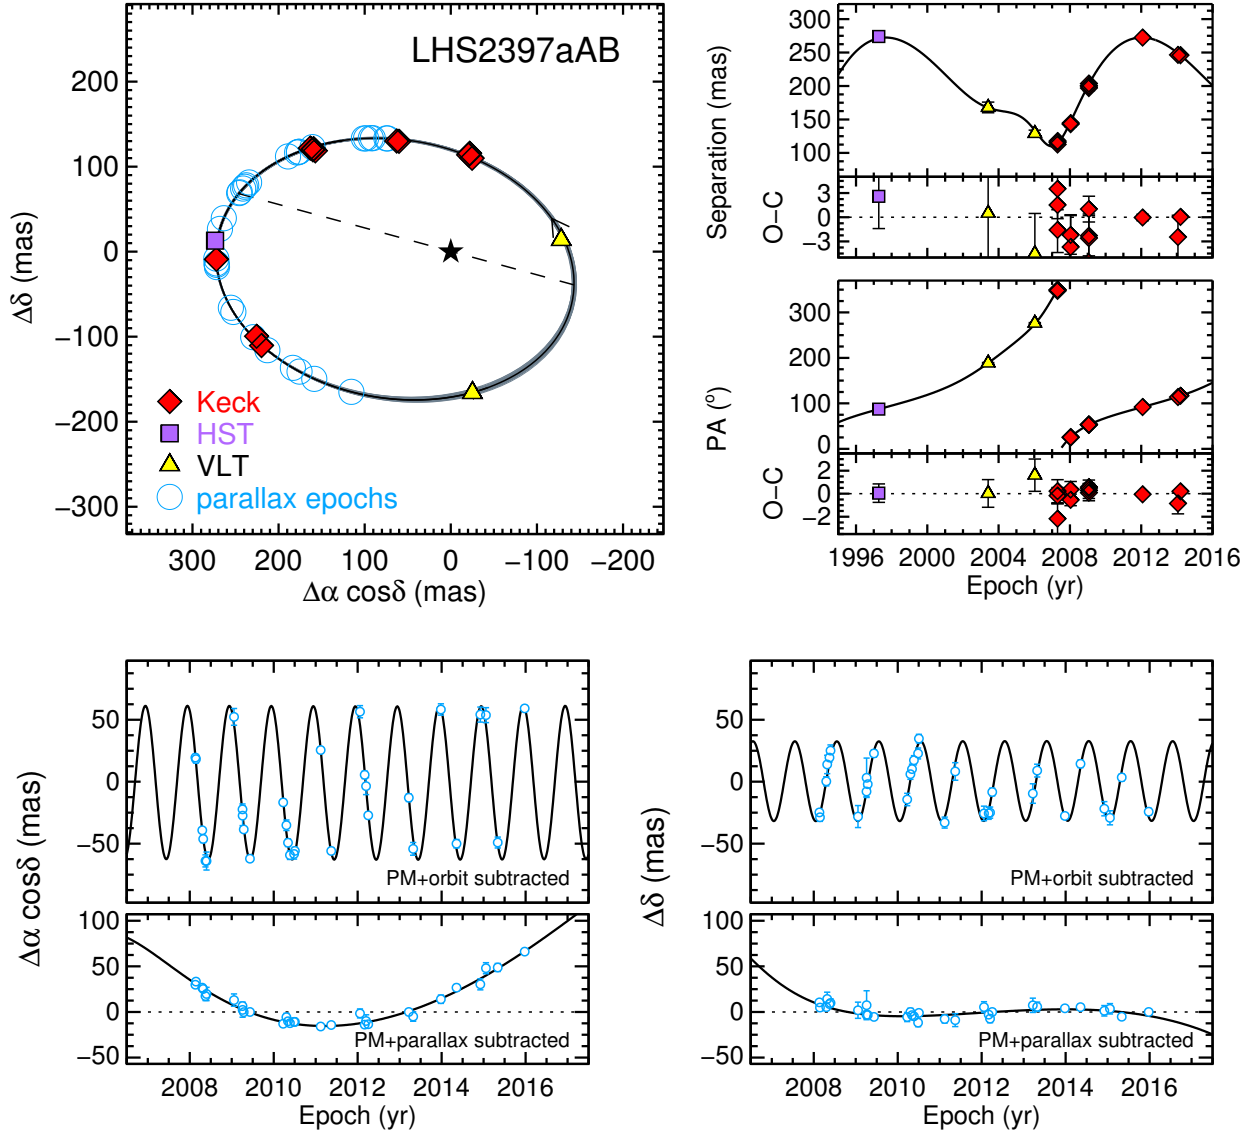 LHS2397aAB
200
100
0
−100
−200
−300
Δδ (mas)
Keck
HST
VLT
parallax epochs
300 200 100 0 −100 −200
Δα cosδ (mas)
300
250
200
150
100
Separation (mas)
3
0
−3
O−C
300
200
100
0
PA (°)
2
0
−2
O−C
1996 2000 2004 2008 2012 2016
Epoch (yr)
50
0
−50
PM+orbit subtracted
Δα cosδ (mas)
100
50
0
−50
PM+parallax subtracted
2008 2010 2012 2014 2016
Epoch (yr)
50
0
−50
PM+orbit subtracted
Δδ (mas)
100
50
0
−50
PM+parallax subtracted
2008 2010 2012 2014 2016
Epoch (yr)